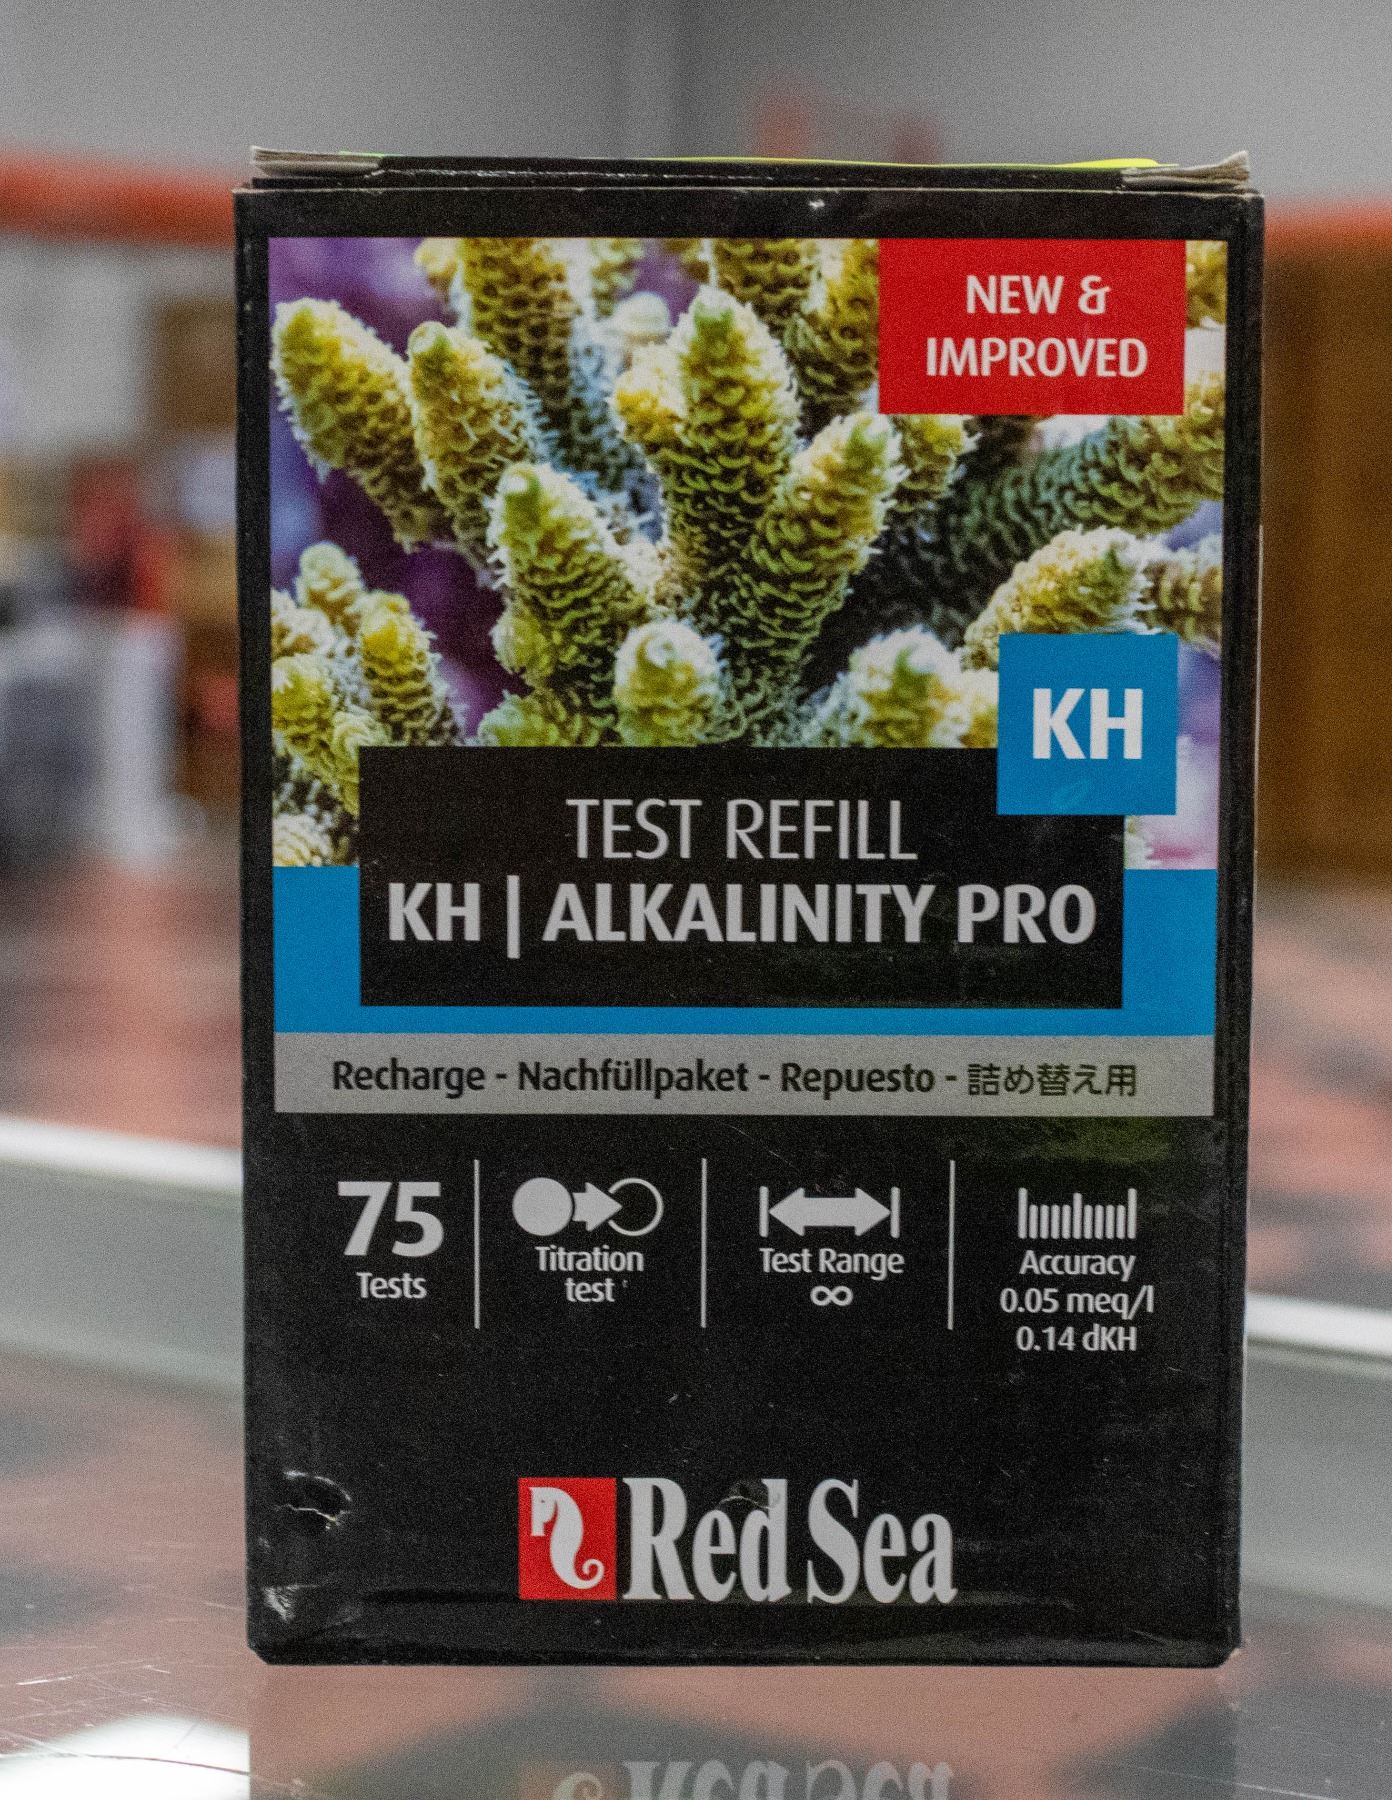 NEW &
IMPROVED
KH
TEST REFILL
KH | ALKALINITY PRO
Recharge - Nachfüllpaket - Repuesto - 詰め替え用
75
Tests
Titration
test
Test Range
∞
Accuracy
0.05 meq/l
0.14 dKH
Red Sea